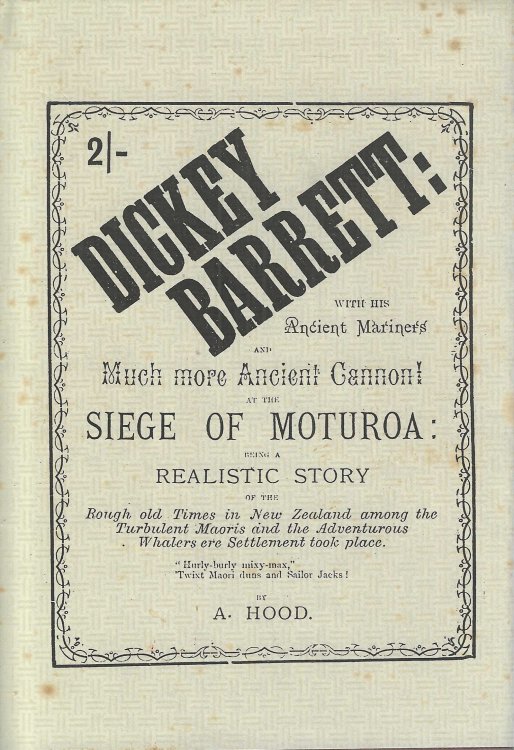 2/-
DICKEY
BARRETT:
WITH HIS
Ancient Mariners
AND
Much more Ancient Cannon!
AT THE
SIEGE OF MOTUROA:
BEING A
REALISTIC STORY
OF THE
Rough old Times in New Zealand among the
Turbulent Maoris and the Adventurous
Whalers ere Settlement took place.
"Hurly-burly mixy-max,"
'Twixt Maori duns and Sailor Jacks!
BY
A. HOOD.